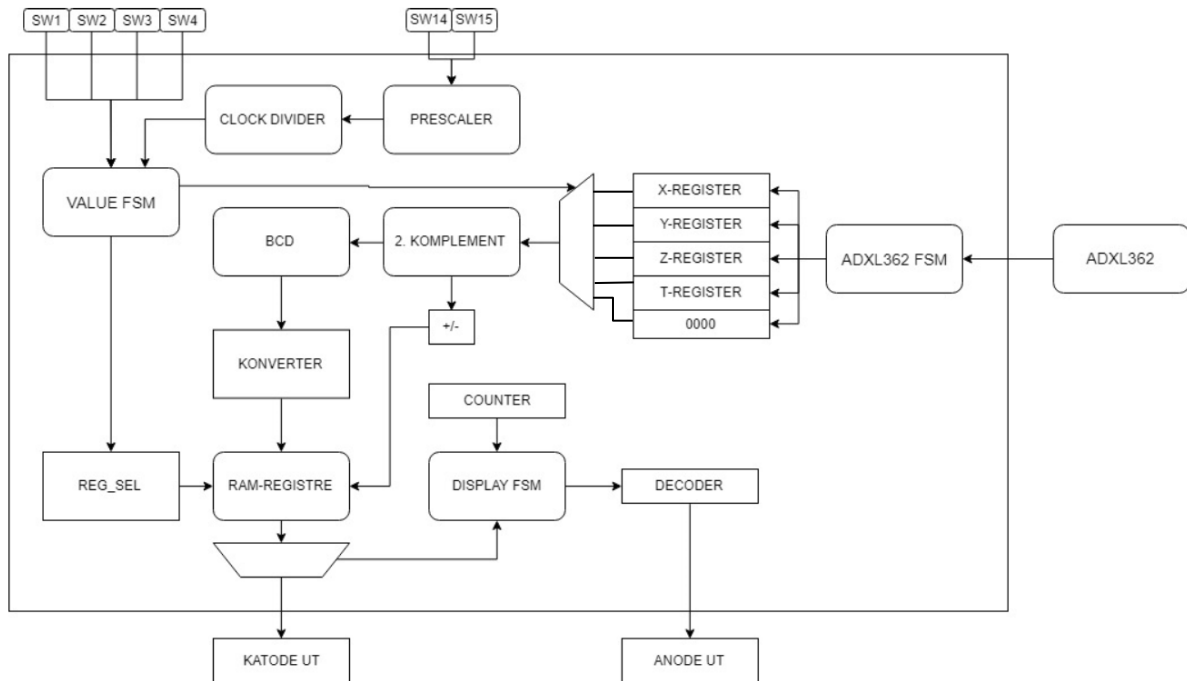 SW1
SW2
SW3
SW4
SW14
SW15
CLOCK DIVIDER
PRESCALER
VALUE FSM
X-REGISTER
Y-REGISTER
BCD
2. KOMPLEMENT
Z-REGISTER
ADXL362 FSM
ADXL362
T-REGISTER
0000
+/-
KONVERTER
COUNTER
REG_SEL
RAM-REGISTRE
DISPLAY FSM
DECODER
KATODE UT
ANODE UT